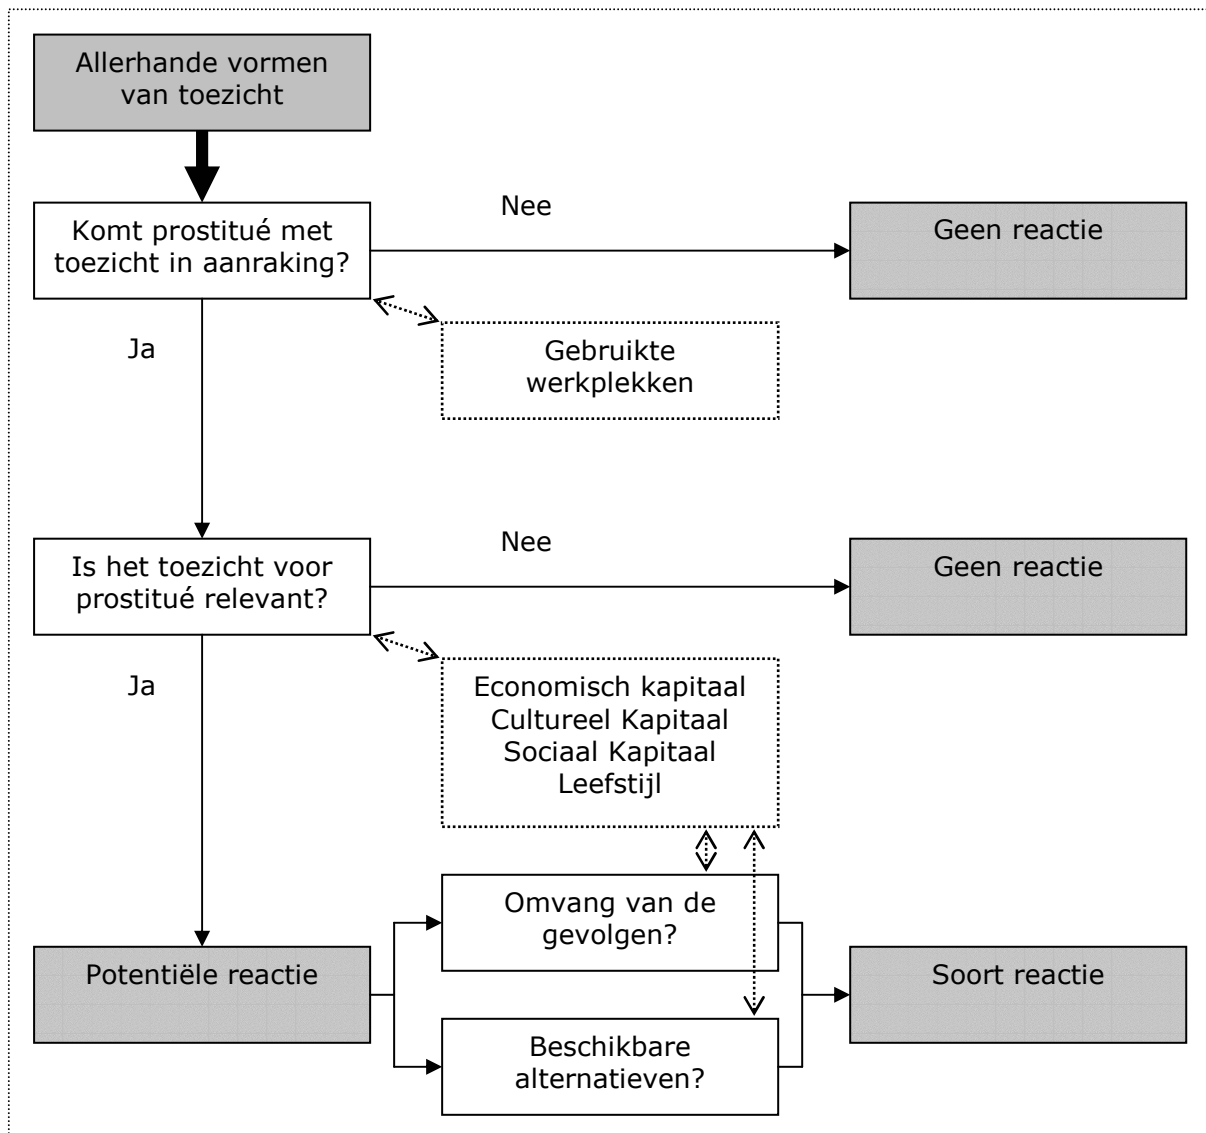 Allerhande vormen
van toezicht
Nee
Komt prostitué met
toezicht in aanraking?
Geen reactie
Ja
Gebruikte
werkplekken
Nee
Is het toezicht voor
prostitué relevant?
Geen reactie
Ja
Economisch kapitaal
Cultureel Kapitaal
Sociaal Kapitaal
Leefstijl
Omvang van de
gevolgen?
Potentiële reactie
Soort reactie
Beschikbare
alternatieven?